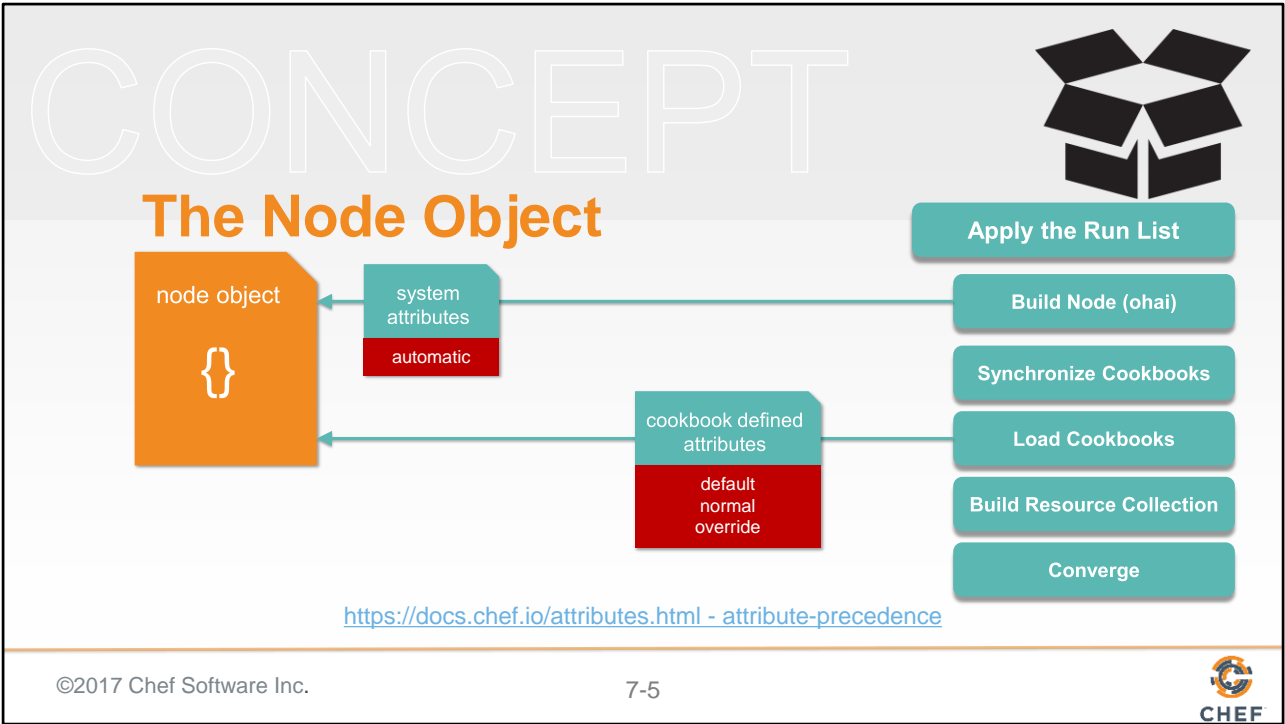 CONCEPT
The Node Object
Apply the Run List
node object
{}
system
attributes
automatic
Build Node (ohai)
Synchronize Cookbooks
cookbook defined
attributes
default
normal
override
Load Cookbooks
Build Resource Collection
Converge
https://docs.chef.io/attributes.html - attribute-precedence
©2017 Chef Software Inc.
7-5
CHEF